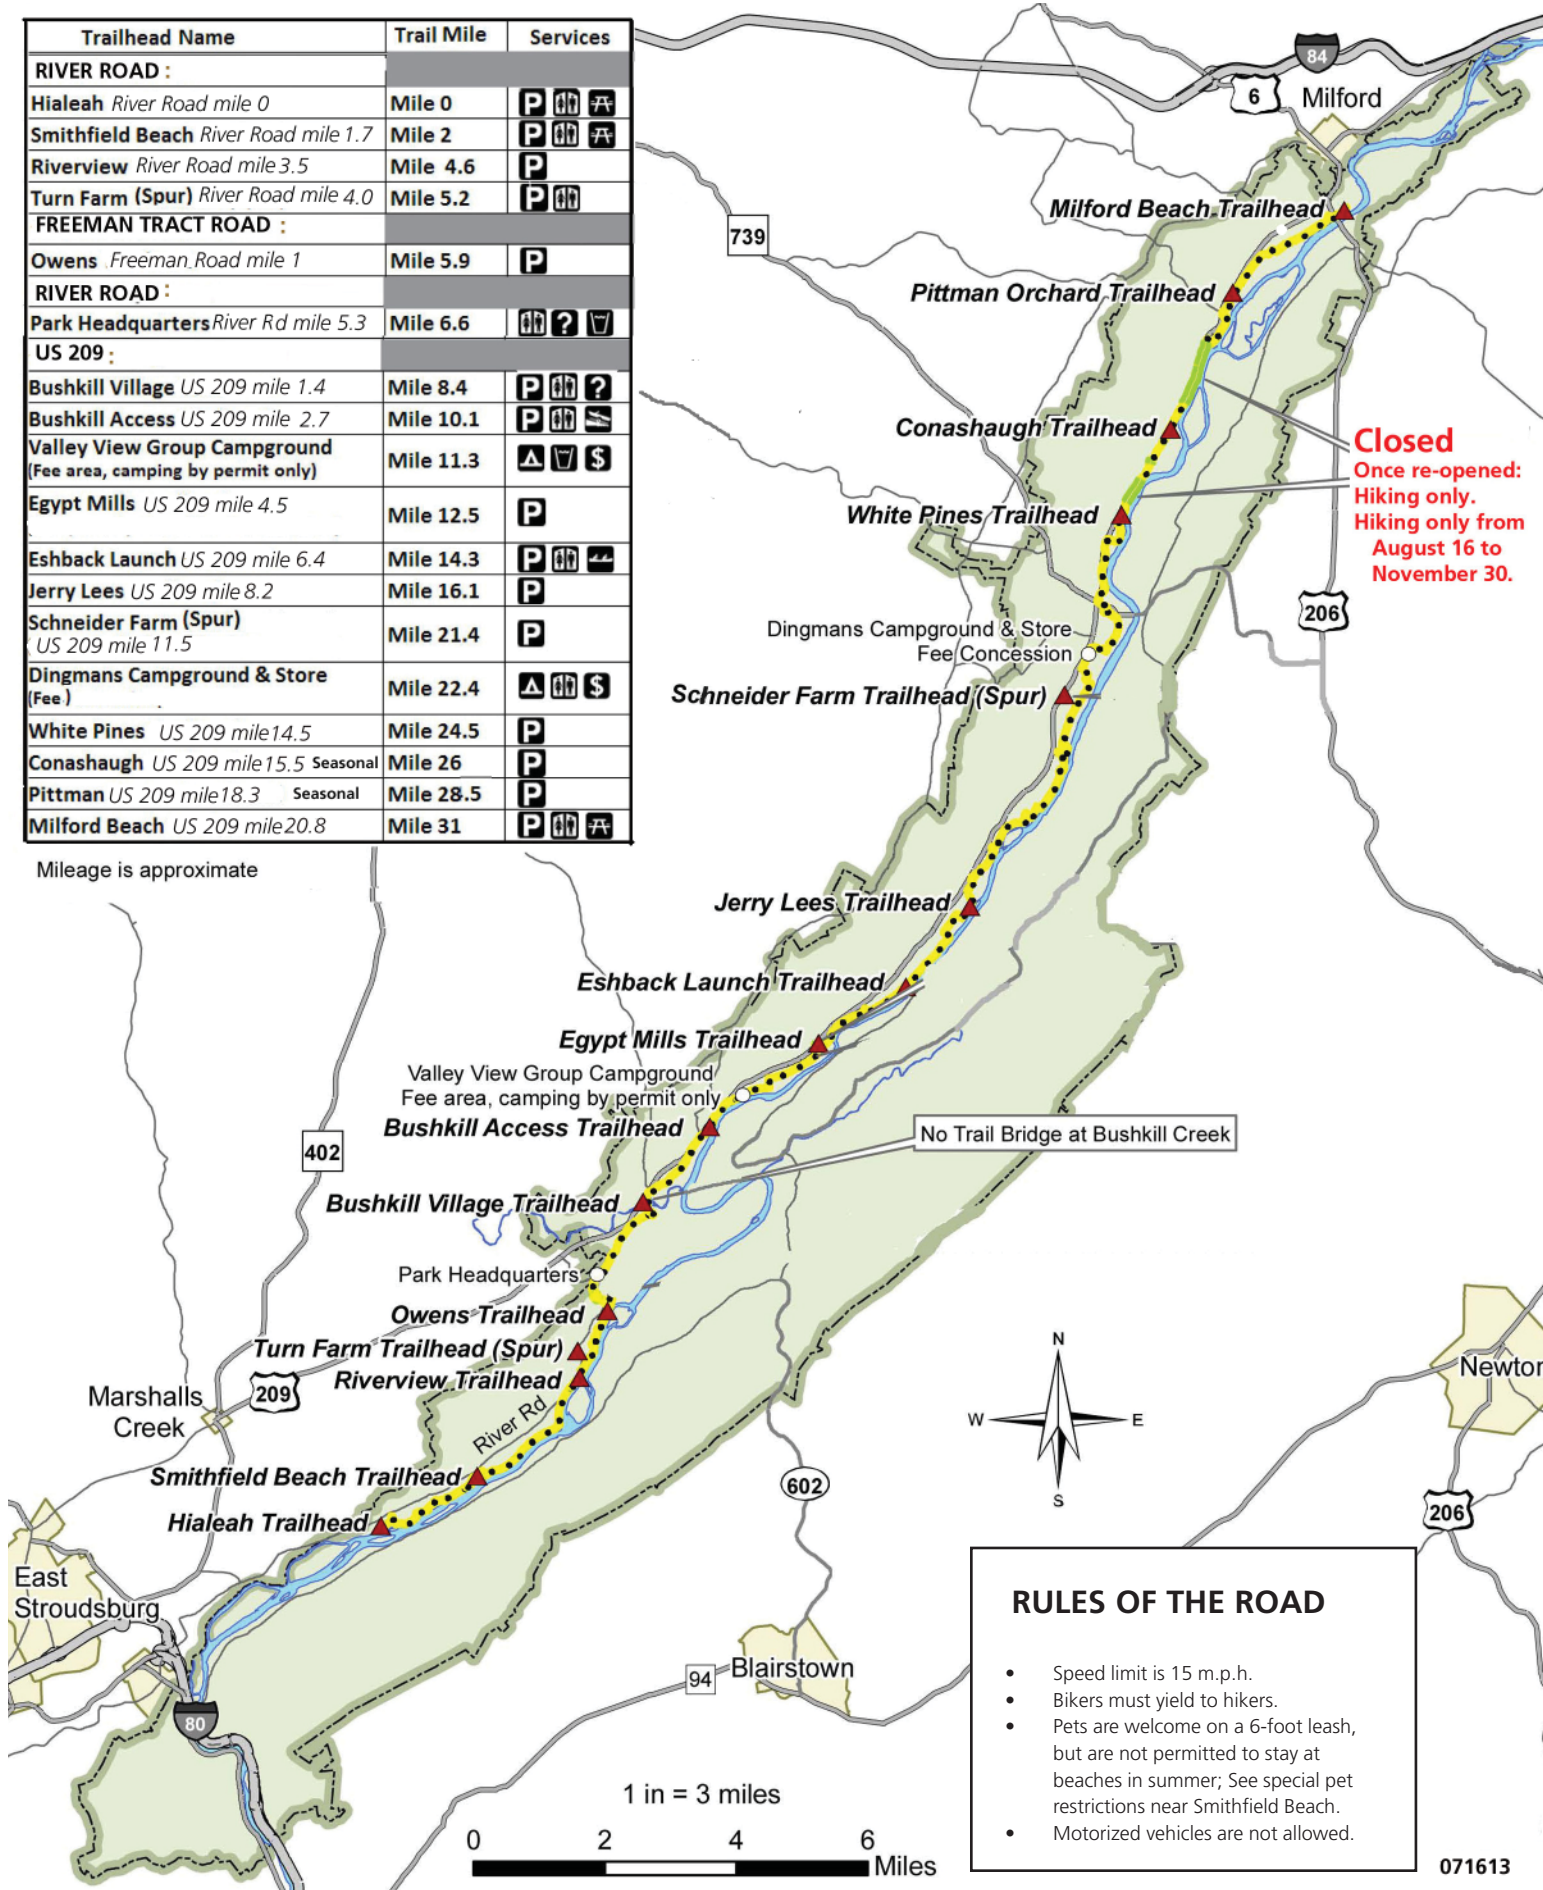 Trailhead Name Trail Mile Services
RIVER ROAD :
Hialeah River Road mile 0 Mile 0 P
Smithfield Beach River Road mile 1.7 Mile 2 P
Riverview River Road mile 3.5 Mile 4.6 P
Turn Farm (Spur) River Road mile 4.0 Mile 5.2 P
FREEMAN TRACT ROAD :
Owens Freeman Road mile 1 Mile 5.9 P
RIVER ROAD :
Park Headquarters River Rd mile 5.3 Mile 6.6 ?
US 209 :
Bushkill Village US 209 mile 1.4 Mile 8.4 P ?
Bushkill Access US 209 mile 2.7 Mile 10.1 P
Valley View Group Campground
(Fee area, camping by permit only) Mile 11.3 $
Egypt Mills US 209 mile 4.5 Mile 12.5 P
Eshback Launch US 209 mile 6.4 Mile 14.3 P
Jerry Lees US 209 mile 8.2 Mile 16.1 P
Schneider Farm (Spur)
US 209 mile 11.5 Mile 21.4 P
Dingmans Campground & Store
(Fee ) Mile 22.4 $
White Pines US 209 mile 14.5 Mile 24.5 P
Conashaugh US 209 mile 15.5 Seasonal Mile 26 P
Pittman US 209 mile 18.3 Seasonal Mile 28.5 P
Milford Beach US 209 mile 20.8 Mile 31 P
Mileage is approximate
84
6
Milford
Milford Beach Trailhead
739
Pittman Orchard Trailhead
Conashaugh Trailhead
Closed
Once re-opened:
Hiking only.
Hiking only from
August 16 to
November 30.
White Pines Trailhead
206
Dingmans Campground & Store
Fee Concession
Schneider Farm Trailhead (Spur)
Jerry Lees Trailhead
Eshback Launch Trailhead
Egypt Mills Trailhead
Valley View Group Campground
Fee area, camping by permit only
Bushkill Access Trailhead
No Trail Bridge at Bushkill Creek
402
Bushkill Village Trailhead
Park Headquarters
Owens Trailhead
Turn Farm Trailhead (Spur)
Riverview Trailhead
209
Marshalls
Creek
River Rd
Smithfield Beach Trailhead
Hialeah Trailhead
N
W E
S
Newton
602
206
East
Stroudsburg
80
94
Blairstown
RULES OF THE ROAD
• Speed limit is 15 m.p.h.
• Bikers must yield to hikers.
• Pets are welcome on a 6-foot leash,
but are not permitted to stay at
beaches in summer; See special pet
restrictions near Smithfield Beach.
• Motorized vehicles are not allowed.
1 in = 3 miles
0 2 4 6
Miles
071613